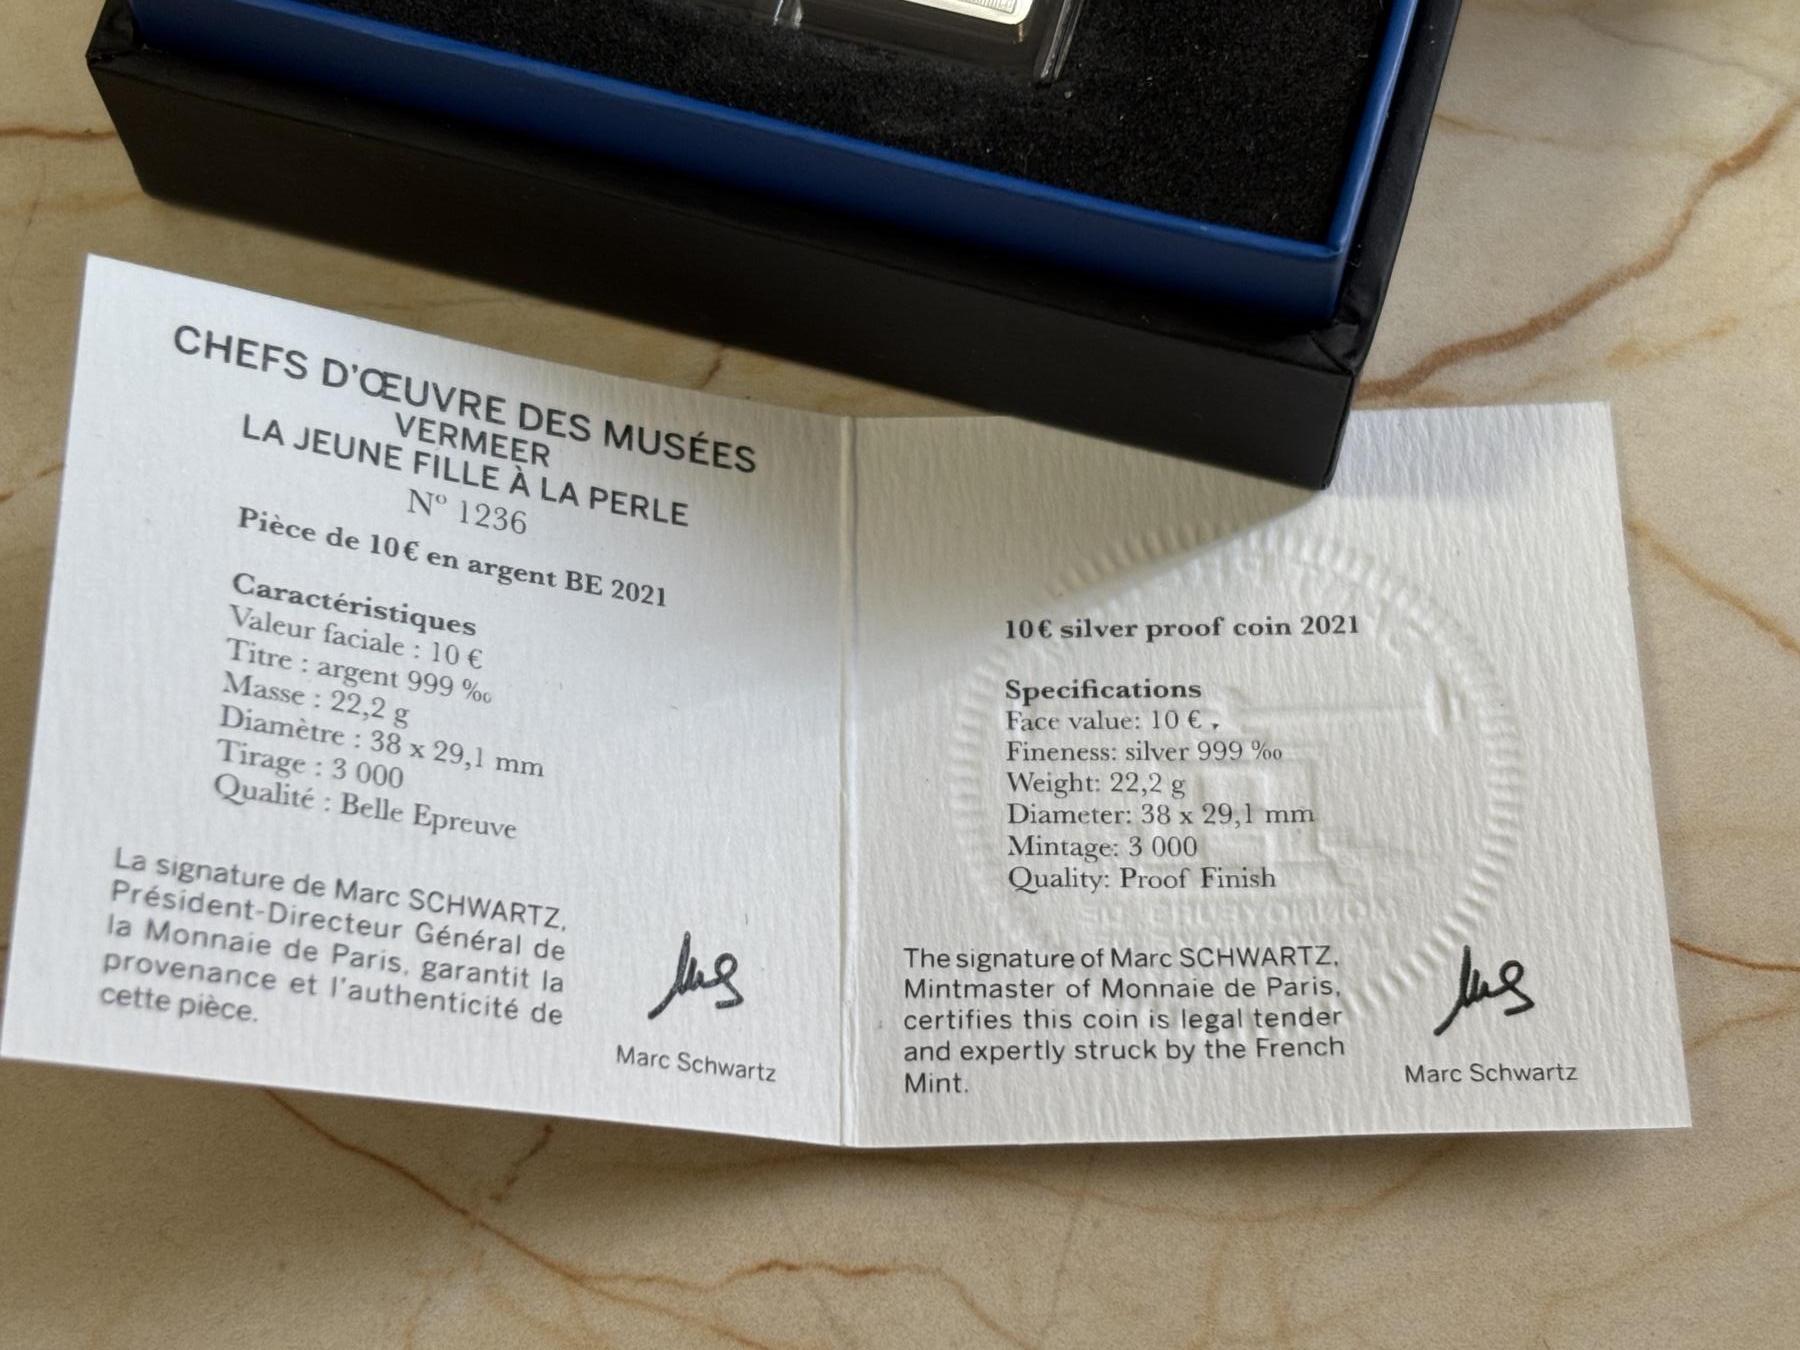 CHEFS D'ŒUVRE DES MUSÉES
VERMEER
LA JEUNE FILLE À LA PERLE
Nº 1236
Pièce de 10 € en argent BE 2021
Caractéristiques
Valeur faciale : 10 €
Titre : argent 999 ‰
Masse : 22,2 g
Diamètre : 38 x 29,1 mm
Tirage : 3 000
Qualité : Belle Epreuve
La signature de Marc SCHWARTZ,
Président-Directeur Général de
la Monnaie de Paris, garantit la
provenance et l'authenticité de
cette pièce.
Marc Schwartz
10 € silver proof coin 2021
Specifications
Face value: 10 €
Fineness: silver 999 ‰
Weight: 22,2 g
Diameter: 38 x 29,1 mm
Mintage: 3 000
Quality: Proof Finish
The signature of Marc SCHWARTZ,
Mintmaster of Monnaie de Paris,
certifies this coin is legal tender
and expertly struck by the French
Mint.
Marc Schwartz